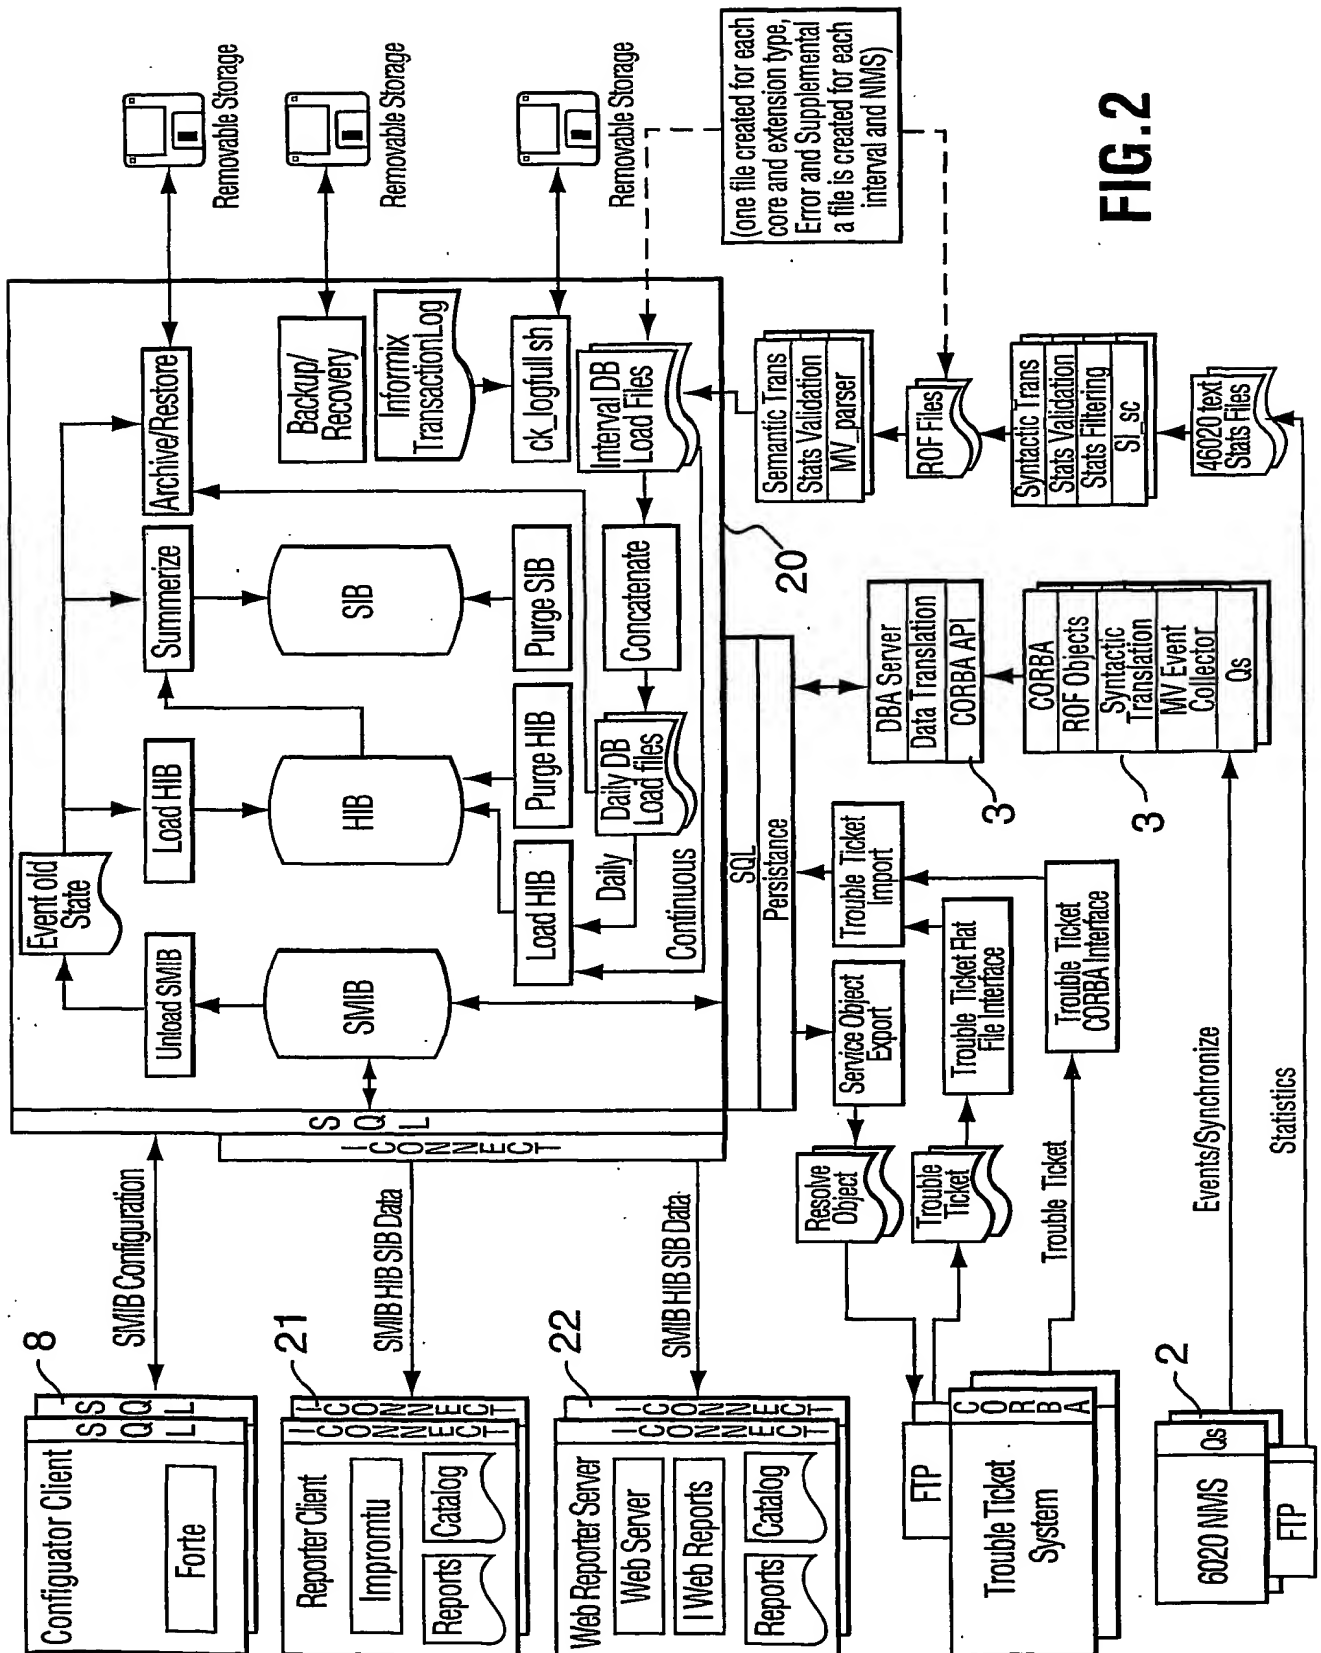 Configuator Client
Forte
SQL
SQL
8
SMIB Configuration
Reporter Client
Impromtu
Reports
Catalog
I-CONNECT
I-CONNECT
21
SMIB HIB SIB Data
Web Reporter Server
Web Server
I Web Reports
Reports
Catalog
I-CONNECT
I-CONNECT
22
SMIB HIB SIB Data
SQL
I-CONNECT
Unload SMIB
Event old
State
SMIB
Load HIB
HIB
Load HIB
Purge HIB
Daily
Continuous
Daily DB
Load files
Summerize
SIB
Purge SIB
Concatenate
Archive/Restore
Backup/
Recovery
Informix
TransactionLog
ck_logfull sh
Interval DB
Load Files
Removable Storage
Removable Storage
Removable Storage
20
SQL
Persistance
(one file created for each
core and extension type,
Error and Supplemental
a file is created for each
interval and NMS)
Semantic Trans
Stats Validation
MV_parser
ROF Files
Syntactic Trans
Stats Validation
Stats Filtering
SI_sc
46020 text
Stats Files
DBA Server
Data Translation
CORBA API
3
CORBA
ROF Objects
Syntactic
Translation
MV Event
Collector
Qs
3
Service Object
Export
Trouble Ticket
Import
Resolve
Object
Trouble
Ticket
Trouble Ticket Flat
File Interface
Trouble Ticket
CORBA Interface
Trouble Ticket
FTP
Trouble Ticket
System
CORBA
6020 NMS
Qs
2
FTP
Events/Synchronize
Statistics
FIG.2